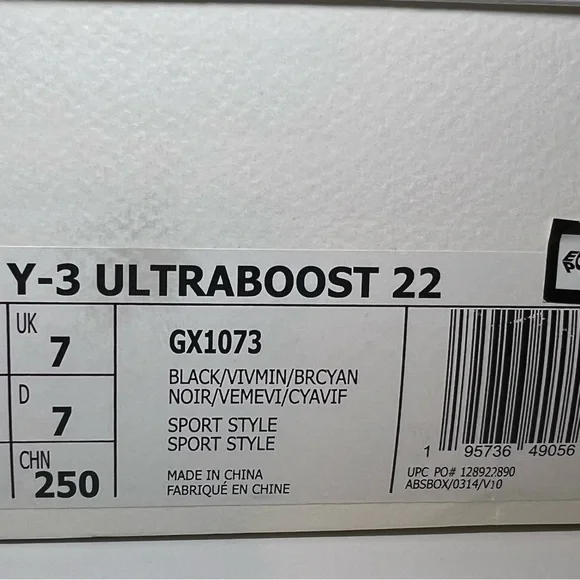 Y-3 ULTRABOOST 22
UK
7
D
7
CHN
250
GX1073
BLACK/VIVMIN/BRCYAN
NOIR/VEMEVI/CYAVIF
SPORT STYLE
SPORT STYLE
MADE IN CHINA
FABRIQUÉ EN CHINE
1 95736 49056
UPC PO# 128922890
ABSBOX/0314/V10